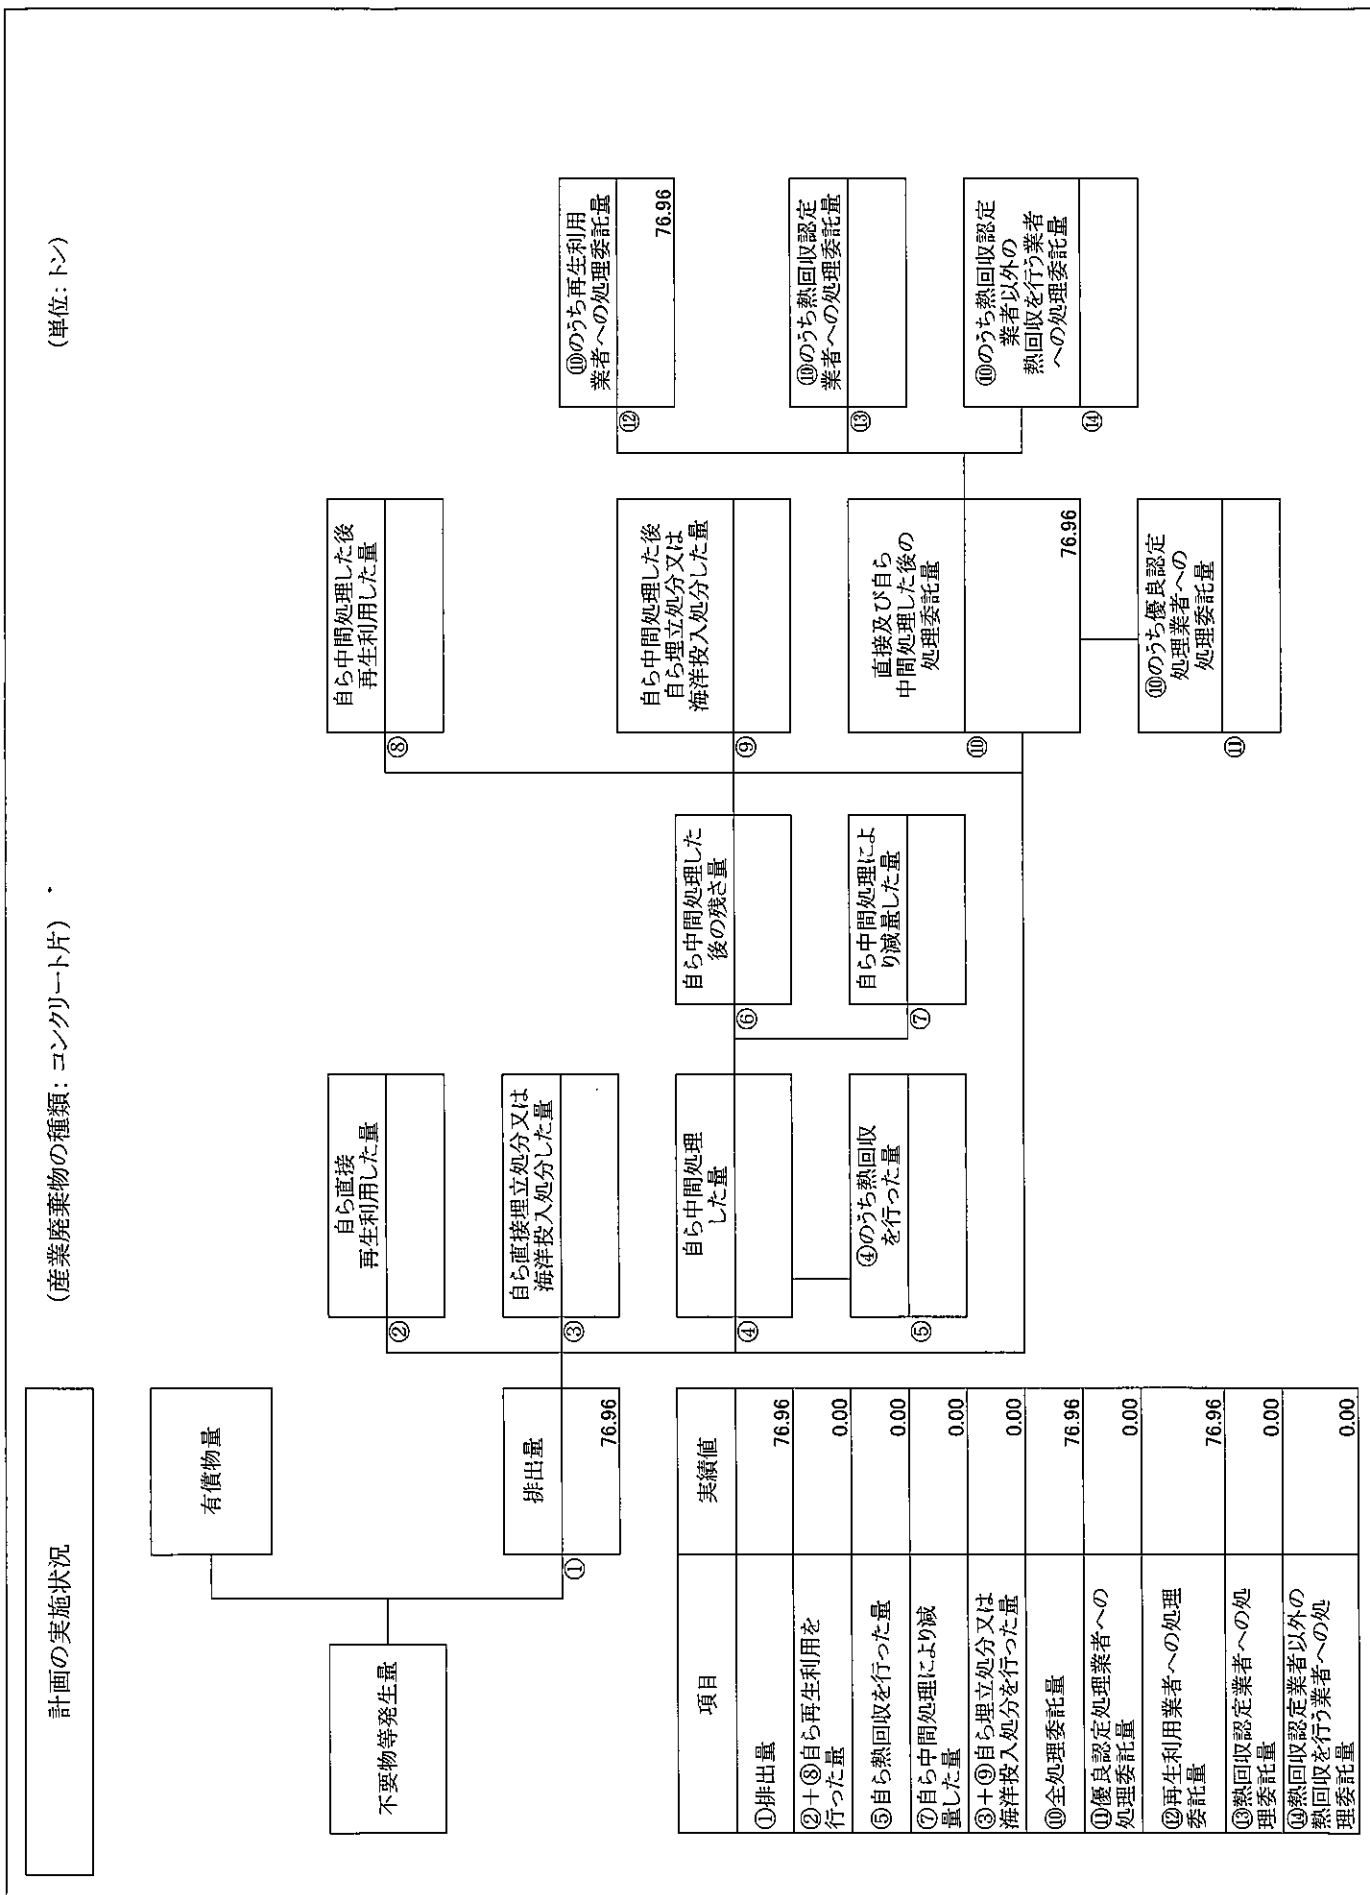 計画の実施状況
(産業廃棄物の種類: コンクリート片)
(単位: トン)
有償物量
不要物等発生量
排出量
①
76.96
自ら直接
再生利用した量
②
自ら直接埋立処分又は
海洋投入処分した量
③
自ら中間処理
した量
④
④のうち熱回収
を行った量
⑤
自ら中間処理した
後の残さ量
⑥
自ら中間処理によ
り減量した量
⑦
自ら中間処理した後
再生利用した量
⑧
自ら中間処理した後
自ら埋立処分又は
海洋投入処分した量
⑨
直接及び自ら
中間処理した後の
処理委託量
⑩
76.96
⑩のうち優良認定
処理業者への
処理委託量
⑪
⑩のうち再生利用
業者への処理委託量
⑫
76.96
⑩のうち熱回収認定
業者への処理委託量
⑬
⑩のうち熱回収認定
業者以外の
熱回収を行う業者
への処理委託量
⑭
項目 実績値
①排出量 76.96
②+⑧自ら再生利用を
行った量 0.00
⑤自ら熱回収を行った量 0.00
⑦自ら中間処理により減
量した量 0.00
③+⑨自ら埋立処分又は
海洋投入処分を行った量 0.00
⑩全処理委託量 76.96
⑪優良認定処理業者への
処理委託量 0.00
⑫再生利用業者への処理
委託量 76.96
⑬熱回収認定業者への処
理委託量 0.00
⑭熱回収認定業者以外の
熱回収を行う業者への処
理委託量 0.00